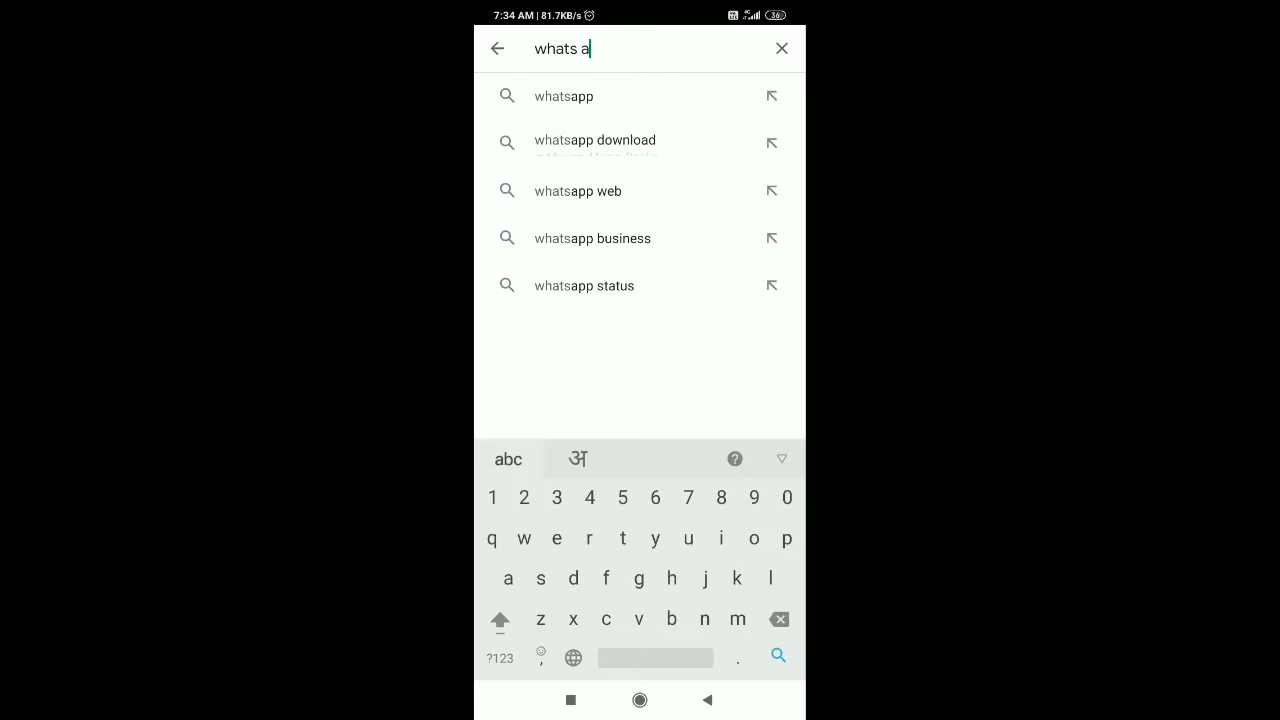 7:34 AM | 81.7KB/s
36
whats a
whatsapp
whatsapp download
whatsapp web
whatsapp business
whatsapp status
abc अ
1 2 3 4 5 6 7 8 9 0
q w e r t y u i o p
a s d f g h j k l
z x c v b n m
?123 , .